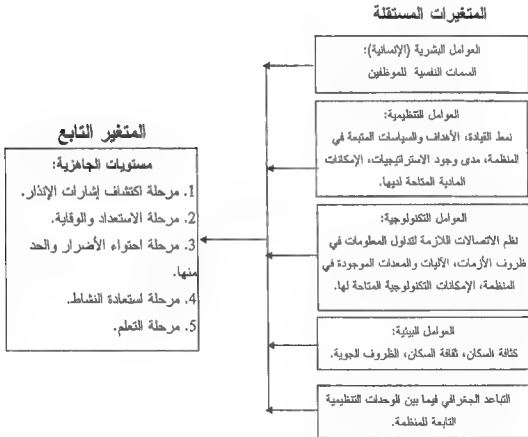 المتغيرات المستقلة
العوامل البشرية (الإنسانية):
السمات النفسية للموظفين
العوامل التنظيمية:
نمط القيادة، الأهداف والسياسات المتبعة في
المنظمة، مدى وجود الاستراتيجيات، الإمكانات
المادية المتاحة لديها.
العوامل التكنولوجية:
نظم الاتصالات اللازمة لتداول المعلومات في
ظروف الأزمات، الآليات والمعدات الموجودة في
المنظمة، الإمكانات التكنولوجية المتاحة لها.
العوامل البيئية:
كثافة السكان، ثقافة السكان، الظروف الجوية.
التباعد الجغرافي فيما بين الوحدات التنظيمية
التابعة للمنظمة.
المتغير التابع
مستويات الجاهزية:
1. مرحلة اكتشاف إشارات الإنذار.
2. مرحلة الاستعداد والوقاية.
3. مرحلة احتواء الأضرار والحد
منها.
4. مرحلة استعادة النشاط.
5. مرحلة التعلم.